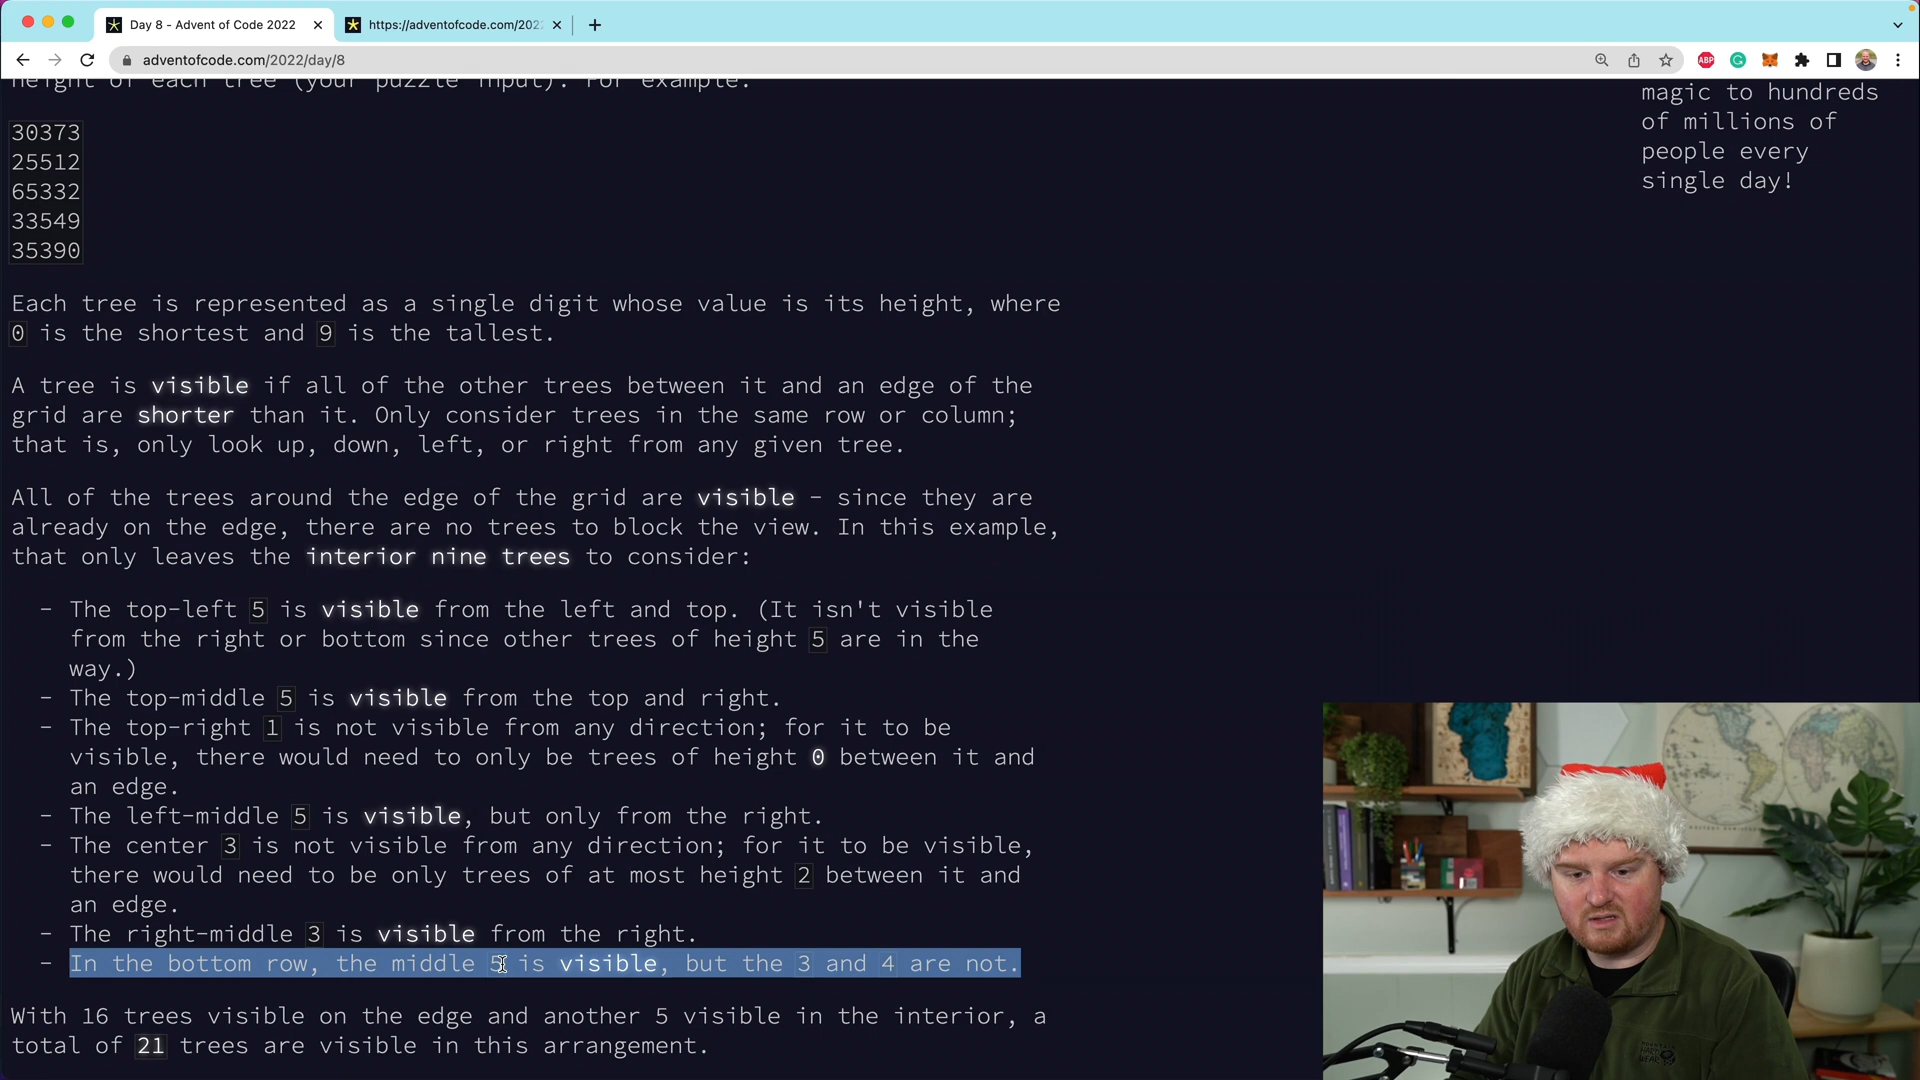 Day 8 - Advent of Code 2022
https://adventofcode.com/202
adventofcode.com/2022/day/8
ABP
height of each tree (your puzzle input). For example:
magic to hundreds
of millions of
people every
single day!
30373
25512
65332
33549
35390
Each tree is represented as a single digit whose value is its height, where
0 is the shortest and 9 is the tallest.
A tree is visible if all of the other trees between it and an edge of the
grid are shorter than it. Only consider trees in the same row or column;
that is, only look up, down, left, or right from any given tree.
All of the trees around the edge of the grid are visible - since they are
already on the edge, there are no trees to block the view. In this example,
that only leaves the interior nine trees to consider:
- The top-left 5 is visible from the left and top. (It isn't visible
from the right or bottom since other trees of height 5 are in the
way.)
- The top-middle 5 is visible from the top and right.
- The top-right 1 is not visible from any direction; for it to be
visible, there would need to only be trees of height 0 between it and
an edge.
- The left-middle 5 is visible, but only from the right.
- The center 3 is not visible from any direction; for it to be visible,
there would need to be only trees of at most height 2 between it and
an edge.
- The right-middle 3 is visible from the right.
- In the bottom row, the middle 5 is visible, but the 3 and 4 are not.
With 16 trees visible on the edge and another 5 visible in the interior, a
total of 21 trees are visible in this arrangement.